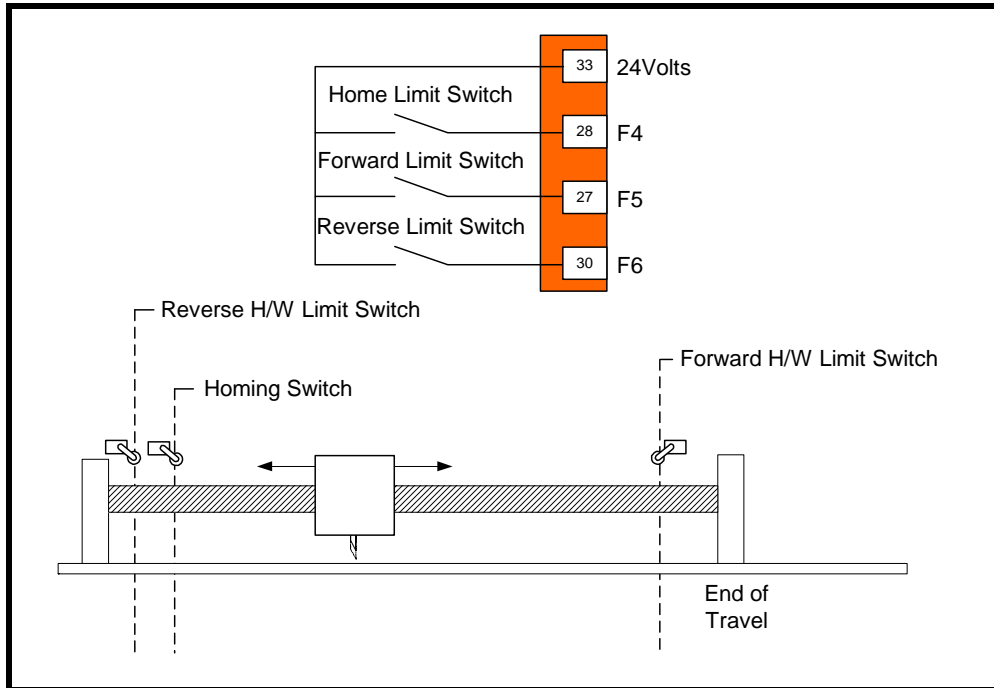 33 24Volts
Home Limit Switch
28 F4
Forward Limit Switch
27 F5
Reverse Limit Switch
30 F6
Reverse H/W Limit Switch
Forward H/W Limit Switch
Homing Switch
End of
Travel